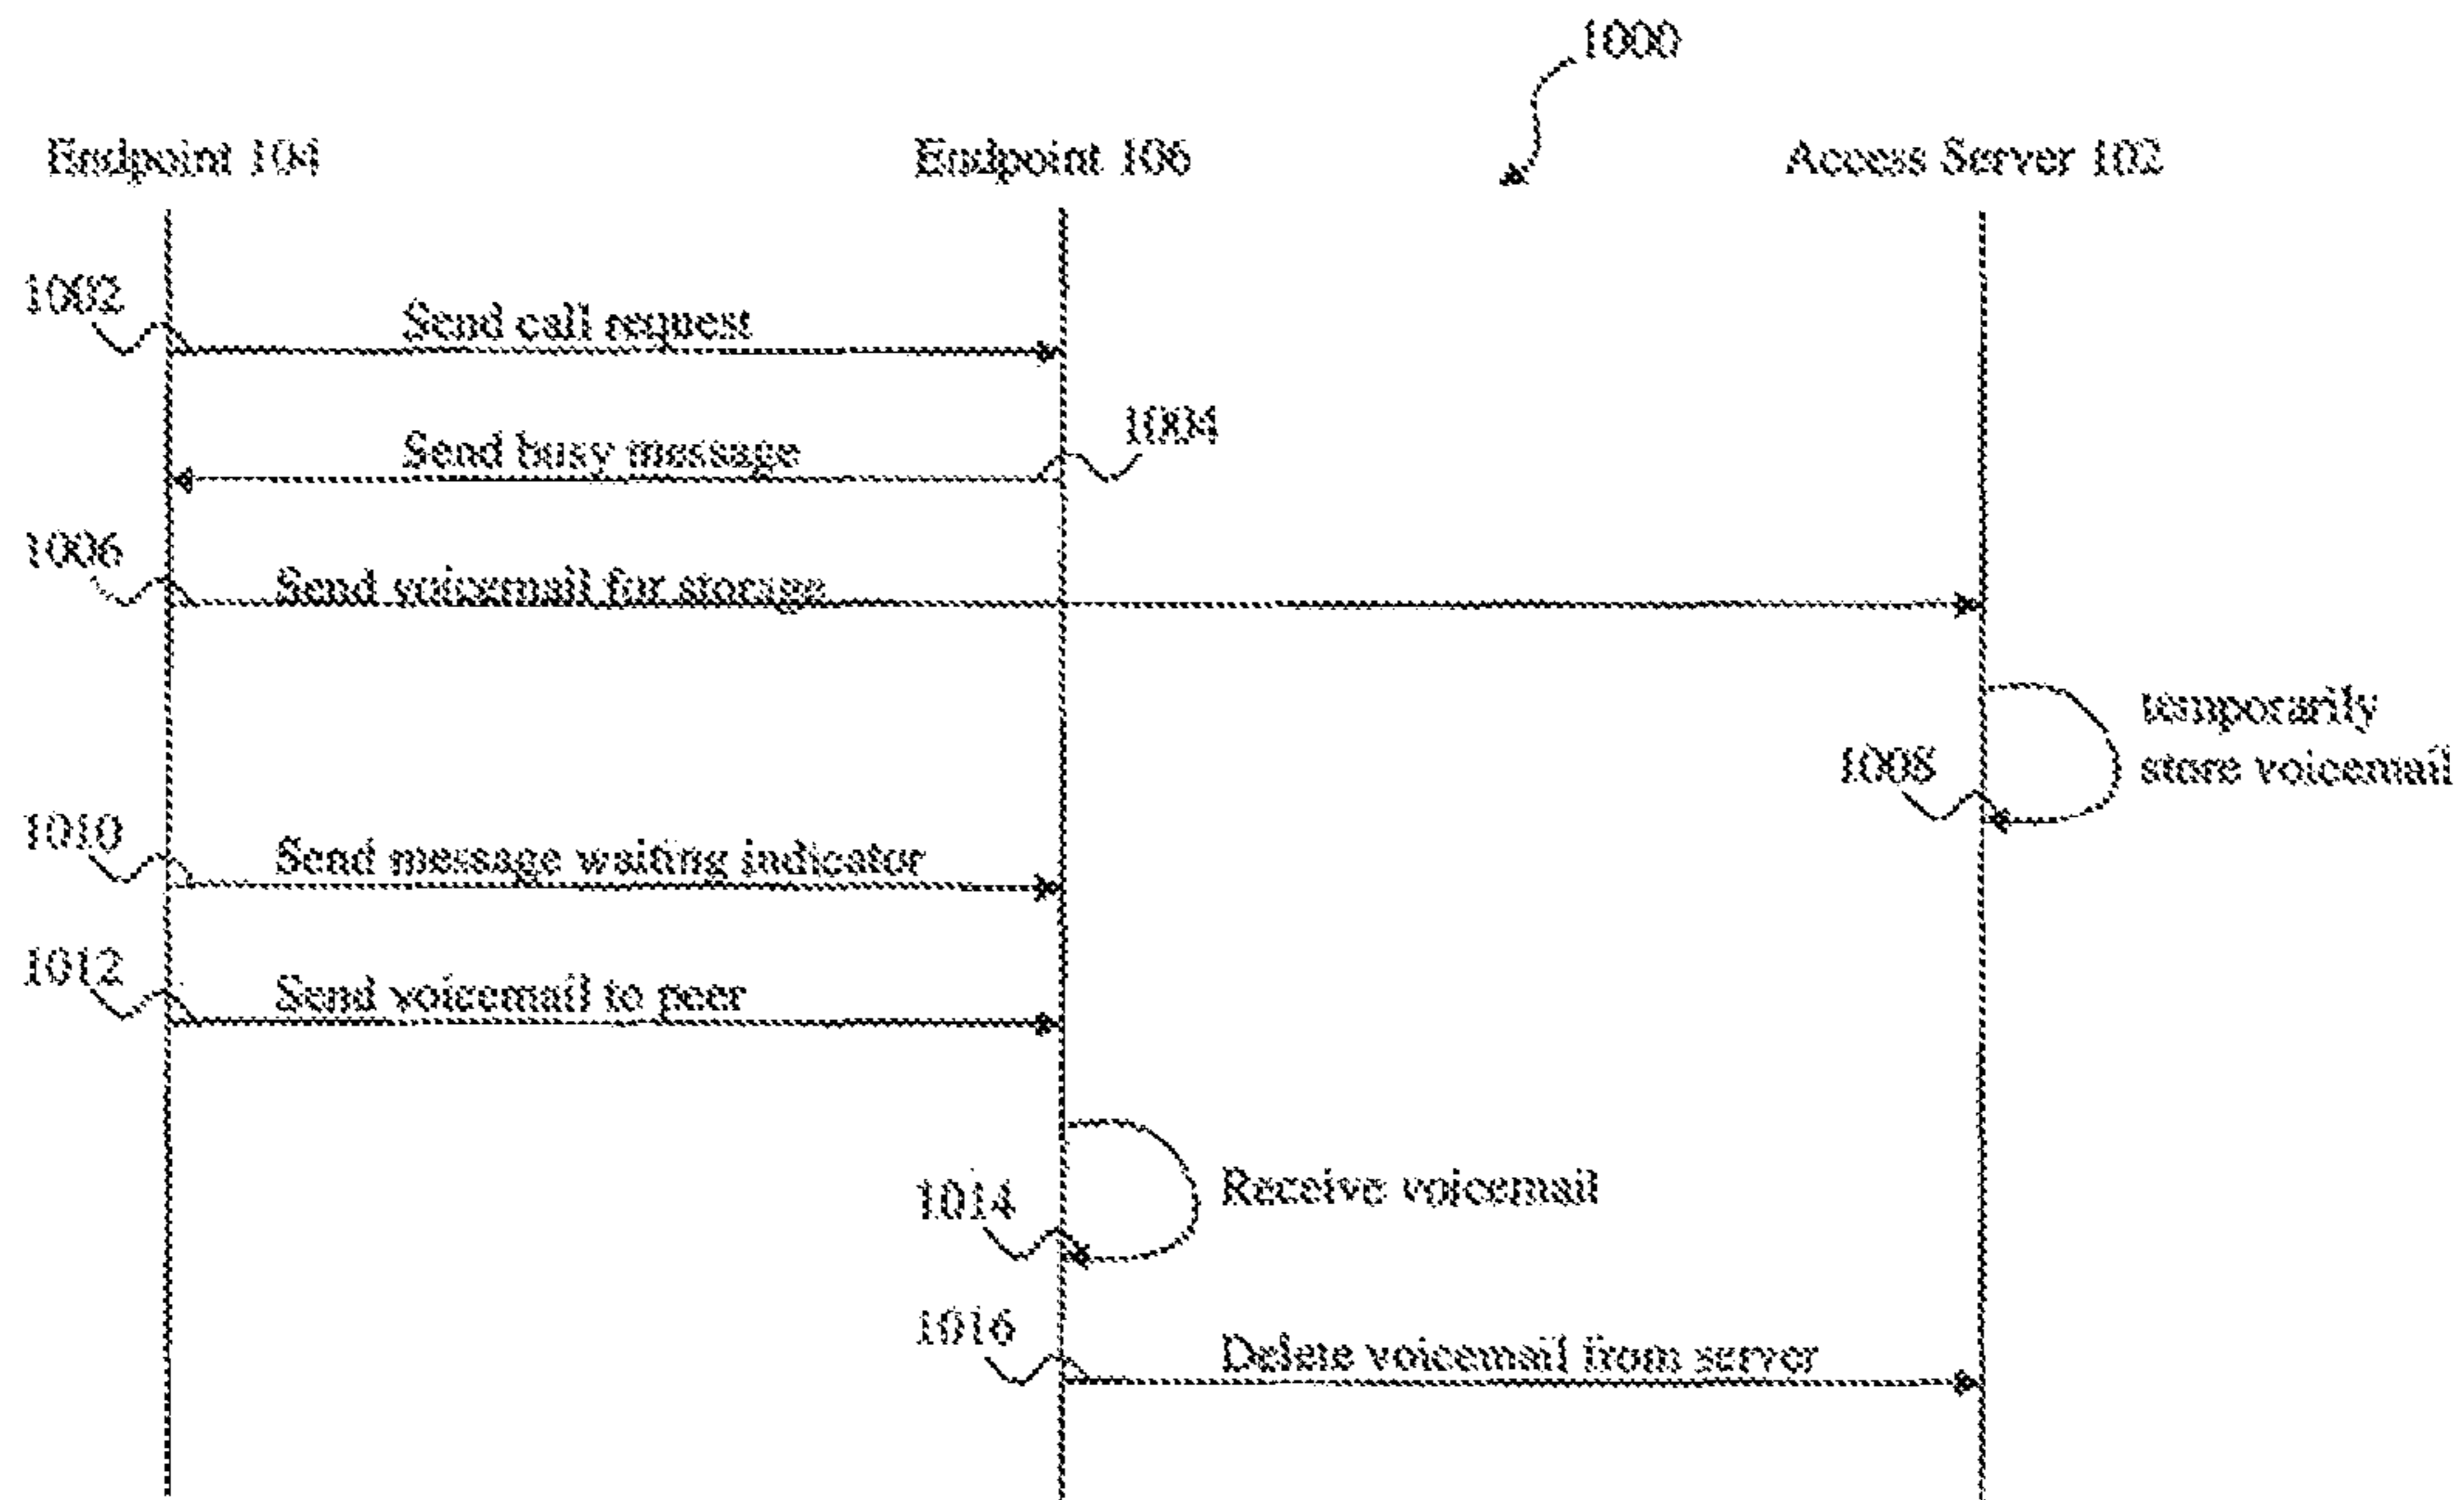 1000
Endpoint 104
Endpoint 106
Access Server 102
1002
Send call request
1004
Send busy message
1006
Send voicemail for storage
temporarily
store voicemail
1008
1010
Send message waiting indicator
1012
Send voicemail to peer
1014
Receive voicemail
1016
Delete voicemail from server